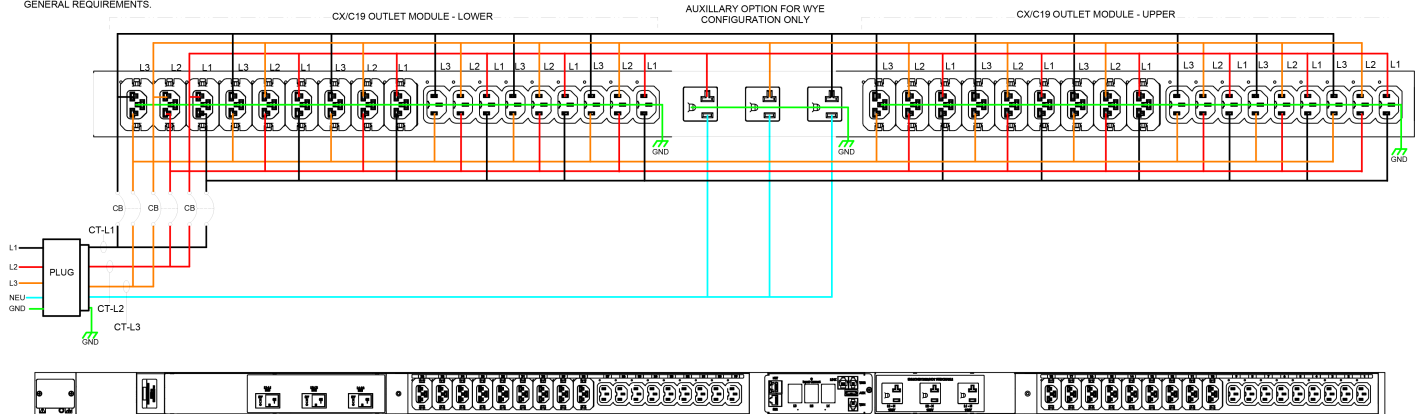 GENERAL REQUIREMENTS.
CX/C19 OUTLET MODULE - LOWER
AUXILLARY OPTION FOR WYE
CONFIGURATION ONLY
CX/C19 OUTLET MODULE - UPPER
L3 L2 L1 L3 L2 L1 L3 L2 L1 L3 L2 L1 L3 L2 L1 L3 L2 L1
L3 L2 L1 L3 L2 L1 L3 L2 L1 L3 L2 L1 L3 L2 L1 L3 L2 L1
GND
GND
GND
CB
CB
CB
CT-L1
L1
L2
L3
NEU
GND
PLUG
CT-L2
CT-L3
GND